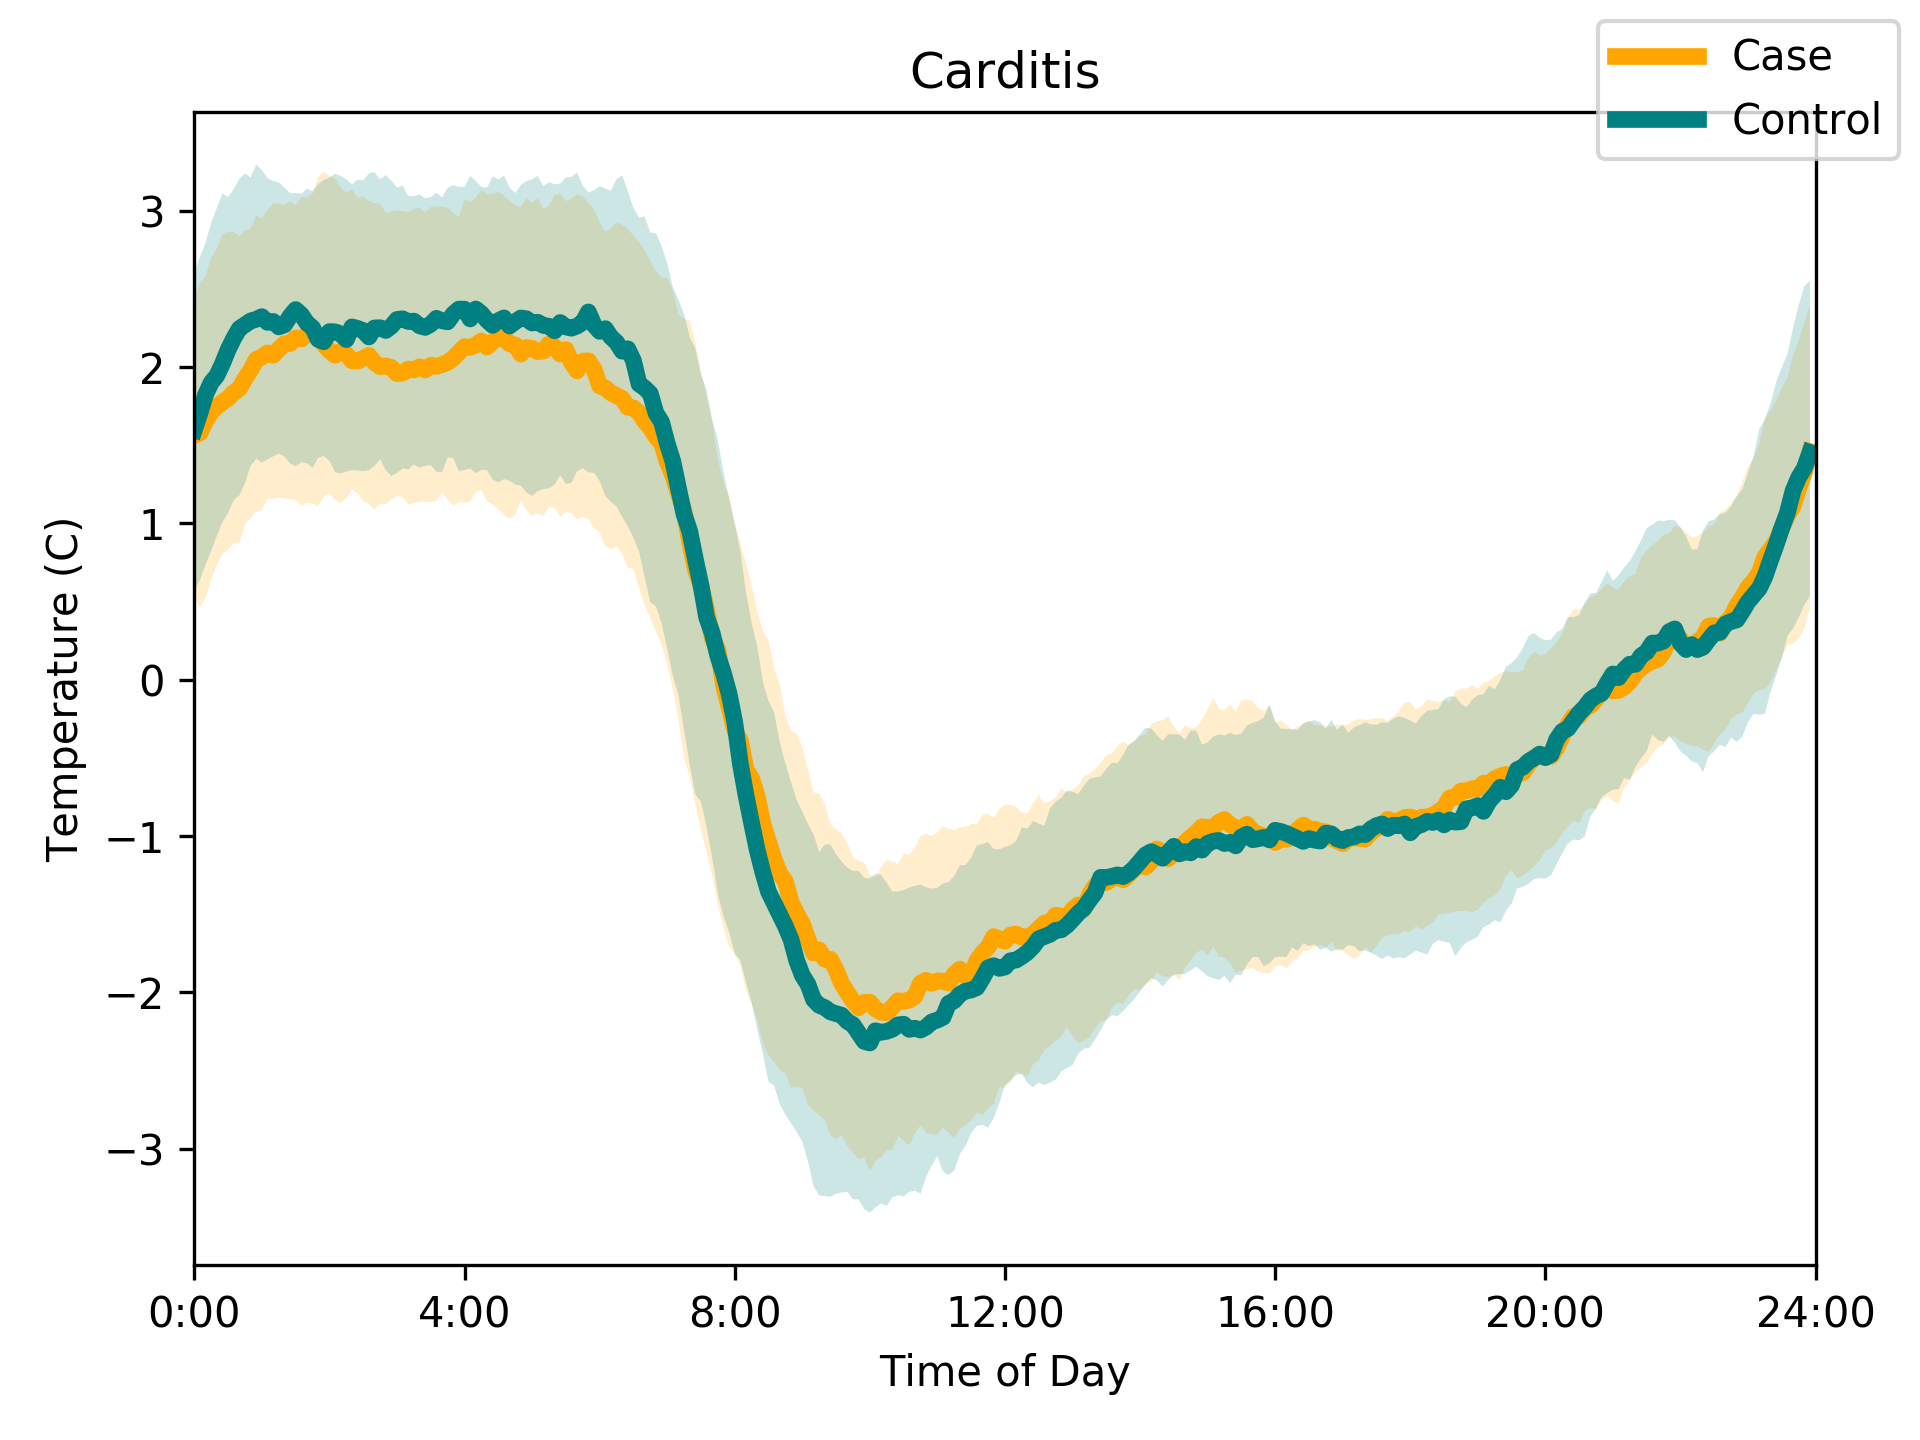 Carditis
Case
Control
Temperature (C)
3
2
1
0
−1
−2
−3
0:00 4:00 8:00 12:00 16:00 20:00 24:00
Time of Day